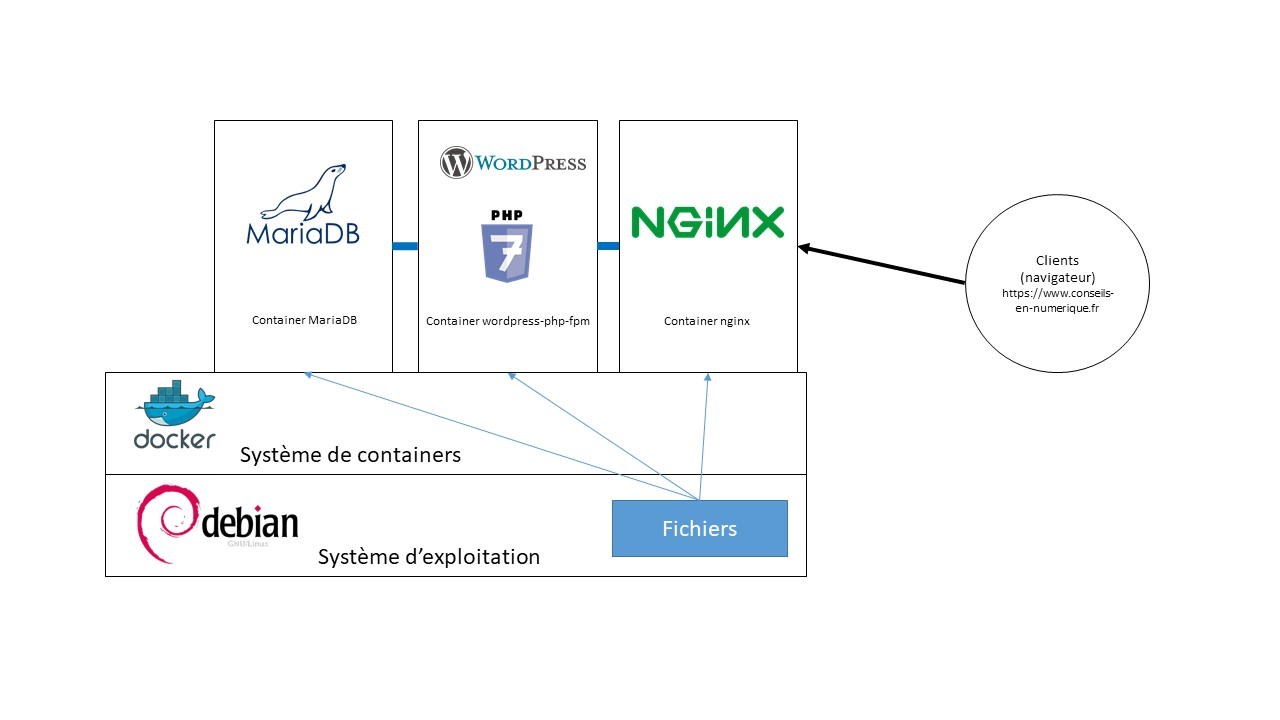 WORDPRESS
PHP
7
MariaDB
NGINX
Container MariaDB
Container wordpress-php-fpm
Container nginx
Clients
(navigateur)
https://www.conseils-
en-numerique.fr
docker
Système de containers
debian
GNU/Linux
Système d’exploitation
Fichiers